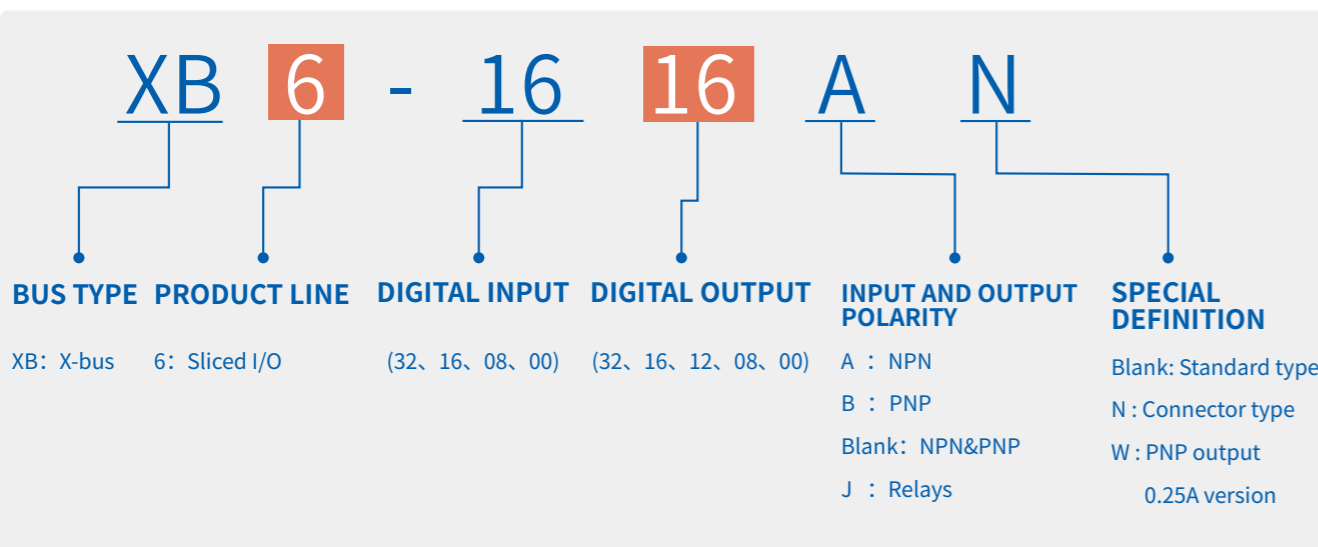 XB 6 - 16 16 A N
BUS TYPE
XB：X-bus
PRODUCT LINE
6：Sliced I/O
DIGITAL INPUT
(32、16、08、00)
DIGITAL OUTPUT
(32、16、12、08、00)
INPUT AND OUTPUT
POLARITY
A ：NPN
B ：PNP
Blank：NPN&PNP
J ：Relays
SPECIAL
DEFINITION
Blank: Standard type
N : Connector type
W : PNP output
0.25A version